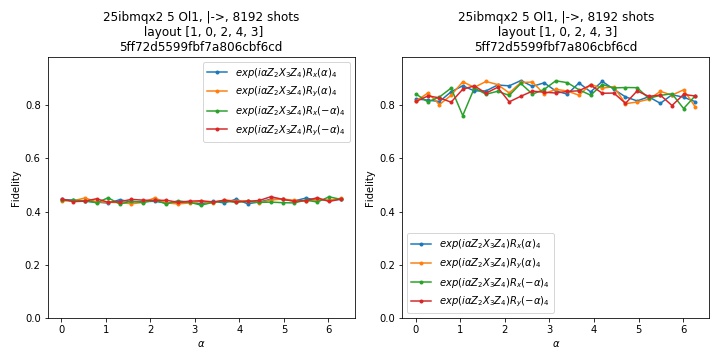 25ibmqx2 5 Ol1, |->, 8192 shots
layout [1, 0, 2, 4, 3]
5ff72d5599fbf7a806cbf6cd
Fidelity
0.8
0.6
0.4
0.2
0.0
exp(iαZ₂X₃Z₄)Rₓ(α)₄
exp(iαZ₂X₃Z₄)Rᵧ(α)₄
exp(iαZ₂X₃Z₄)Rₓ(−α)₄
exp(iαZ₂X₃Z₄)Rᵧ(−α)₄
0 1 2 3 4 5 6
α
25ibmqx2 5 Ol1, |->, 8192 shots
layout [1, 0, 2, 4, 3]
5ff72d5599fbf7a806cbf6cd
Fidelity
0.8
0.6
0.4
0.2
0.0
exp(iαZ₂X₃Z₄)Rₓ(α)₄
exp(iαZ₂X₃Z₄)Rᵧ(α)₄
exp(iαZ₂X₃Z₄)Rₓ(−α)₄
exp(iαZ₂X₃Z₄)Rᵧ(−α)₄
0 1 2 3 4 5 6
α